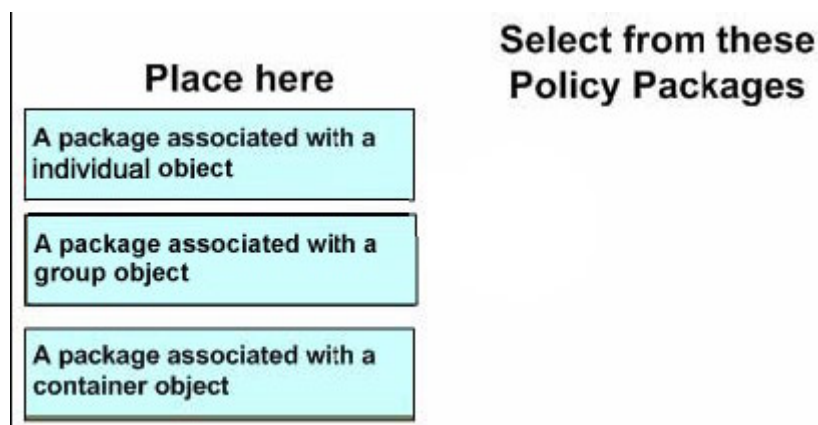 Place here
Select from these
Policy Packages
A package associated with a
individual object
A package associated with a
group object
A package associated with a
container object